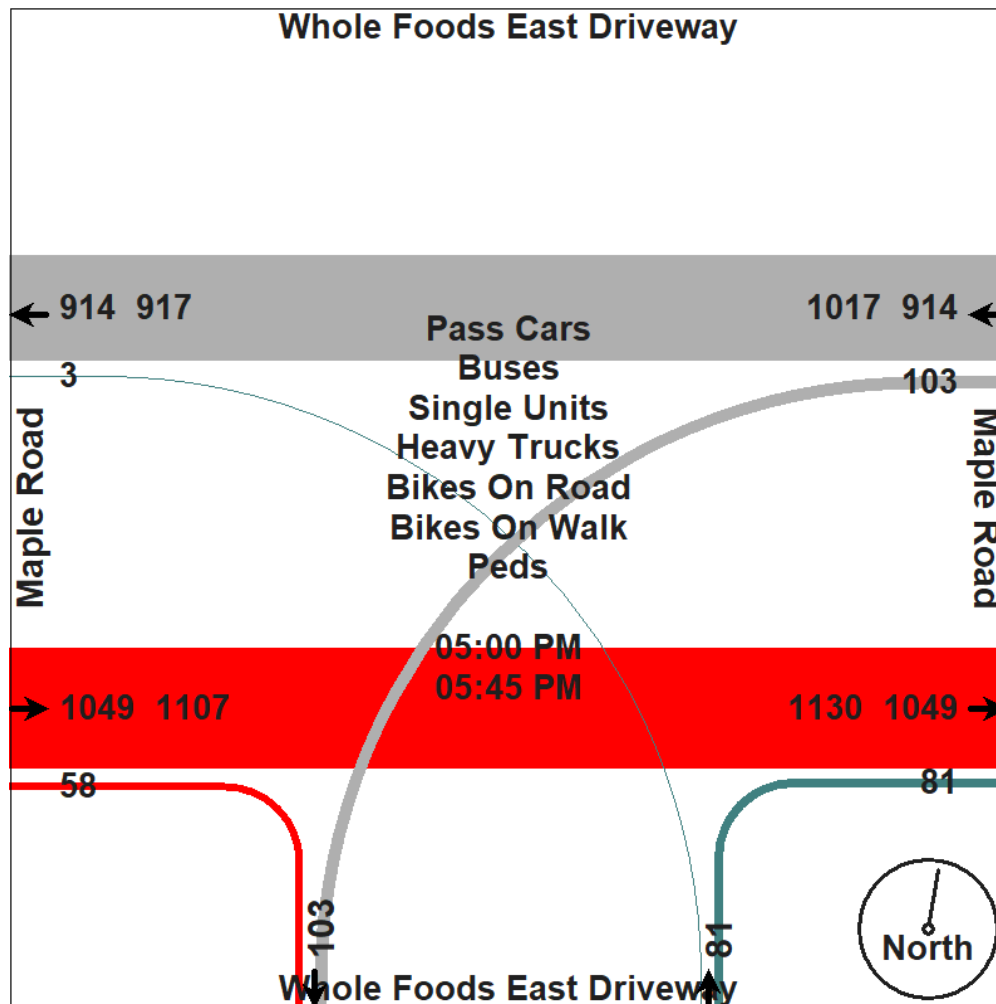 Whole Foods East Driveway
914 917
1017 914
Pass Cars
3
Buses
103
Single Units
Heavy Trucks
Maple Road
Maple Road
Bikes On Road
Bikes On Walk
Peds
05:00 PM
05:45 PM
1049 1107
1130 1049
58
81
103
81
North
Whole Foods East Driveway